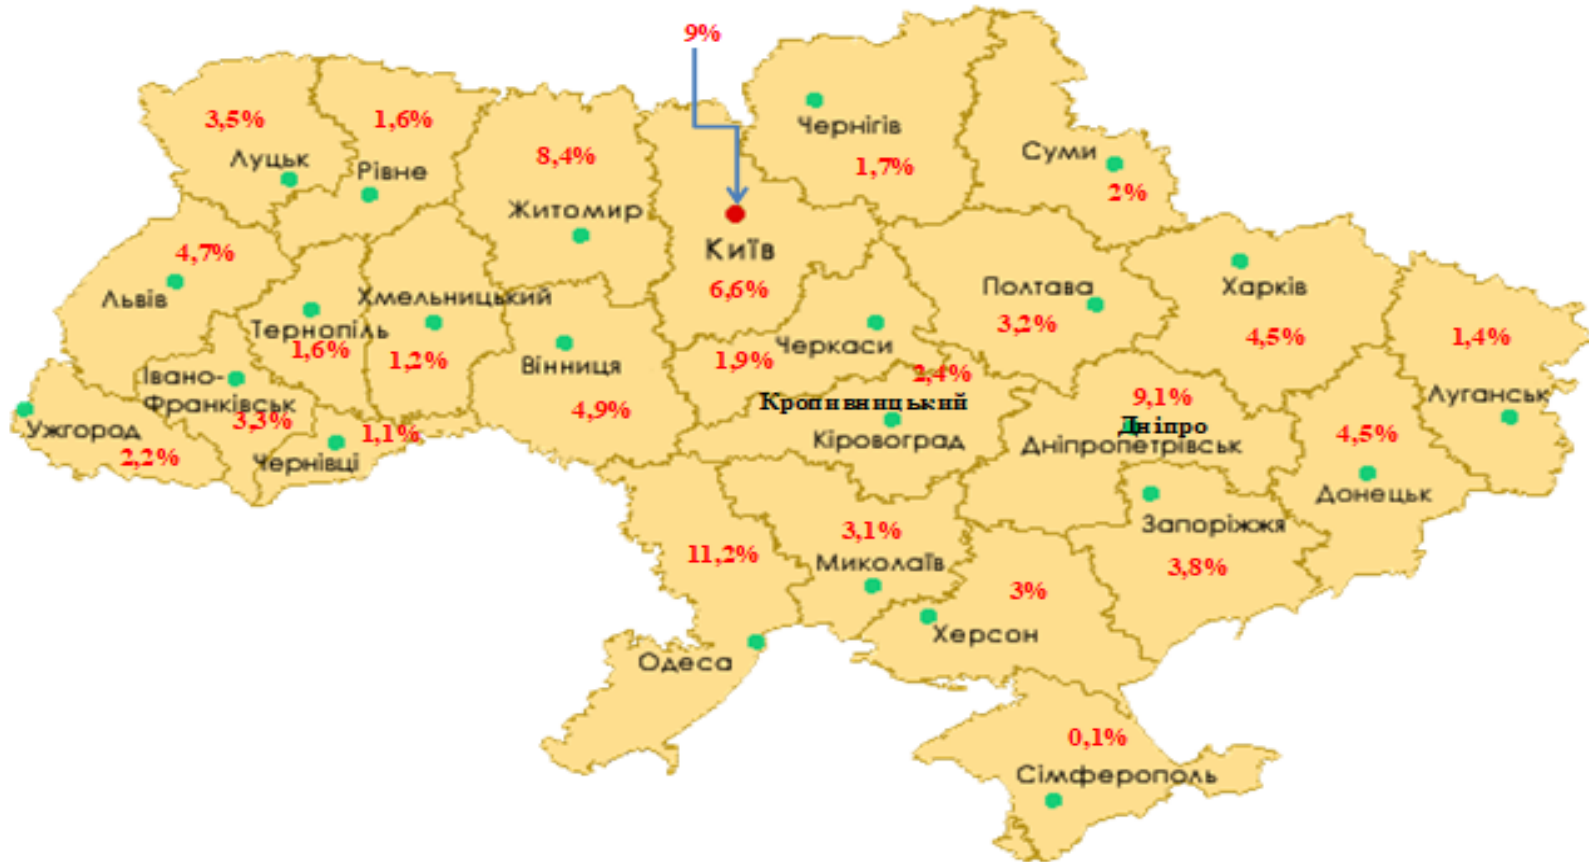 9%
3,5%
Луцьк
1,6%
Рівне
8,4%
Житомир
Чернігів
1,7%
Суми
2%
4,7%
Львів
Київ
6,6%
Тернопіль
1,6%
Хмельницький
1,2%
Вінниця
4,9%
1,9%
Черкаси
Полтава
3,2%
Харків
4,5%
1,4%
Луганськ
Івано-
Франківськ
3,3%
Ужгород
2,2%
1,1%
Чернівці
2,4%
Кропивницький
Кіровоград
9,1%
Дніпро
Дніпропетрівськ
4,5%
Донецьк
11,2%
Одеса
3,1%
Миколаїв
3%
Херсон
Запоріжжя
3,8%
0,1%
Сімферополь